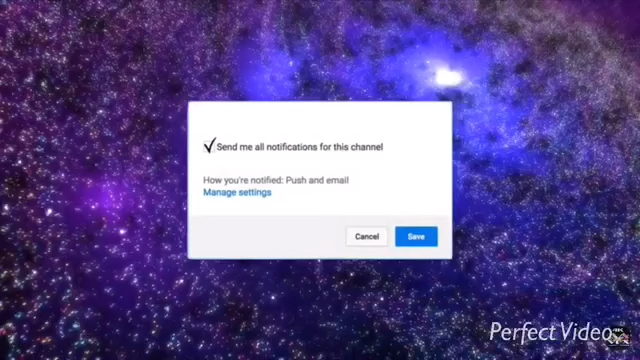 Send me all notifications for this channel
How you're notified: Push and email
Manage settings
Cancel
Save
Perfect Video